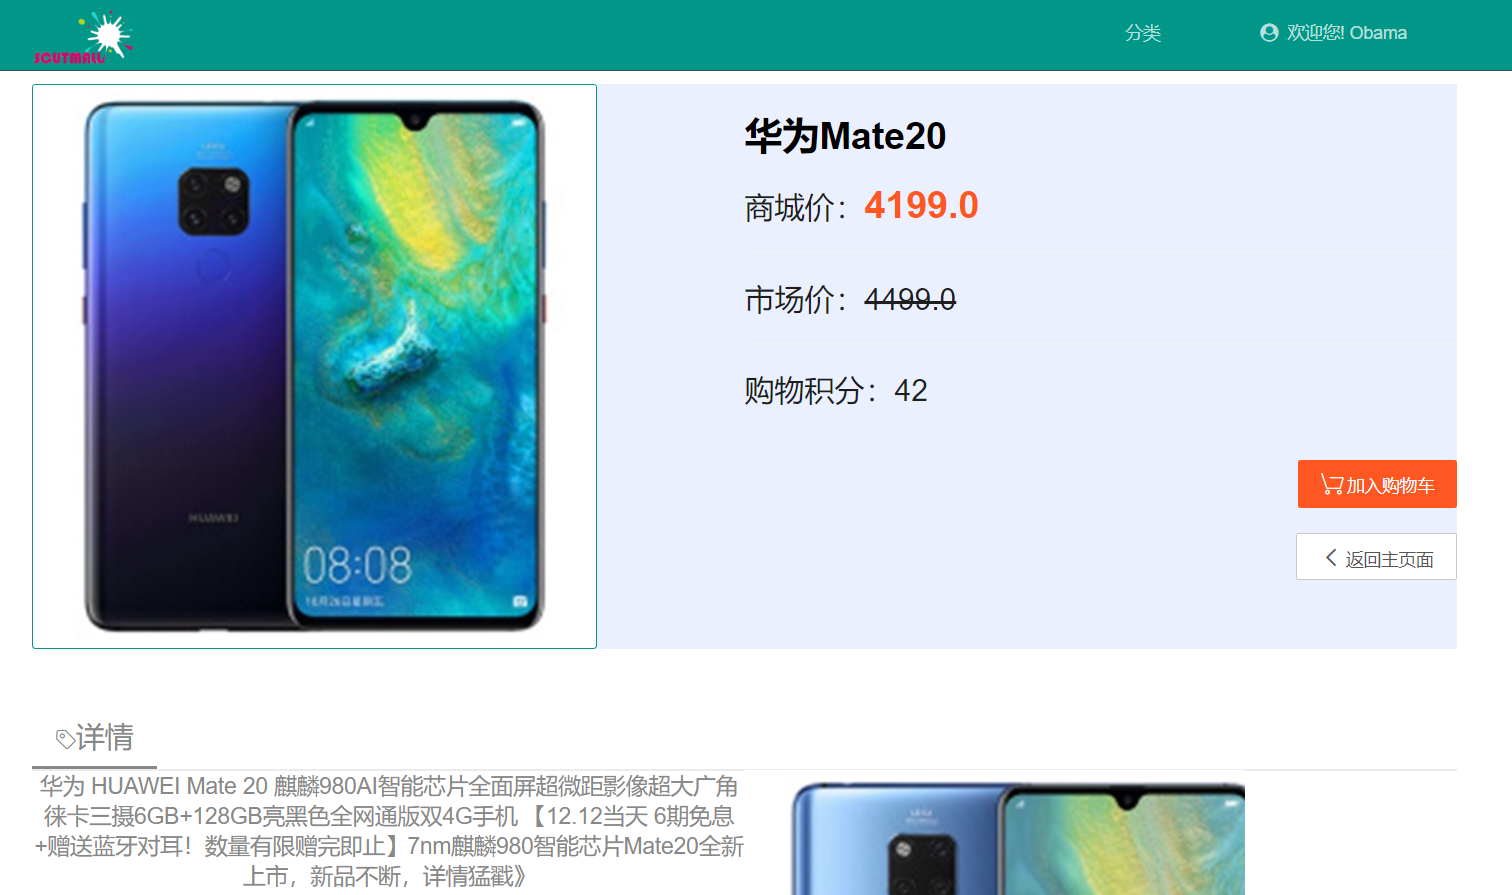 SCUTMALL
分类
欢迎您! Obama
华为Mate20
商城价：4199.0
市场价：4499.0
购物积分：42
加入购物车
返回主页面
HUAWEI
08:08
详情
华为 HUAWEI Mate 20 麒麟980AI智能芯片全面屏超微距影像超大广角
徕卡三摄6GB+128GB亮黑色全网通版双4G手机 【12.12当天 6期免息
+赠送蓝牙对耳！数量有限赠完即止】7nm麒麟980智能芯片Mate20全新
上市，新品不断，详情猛戳》